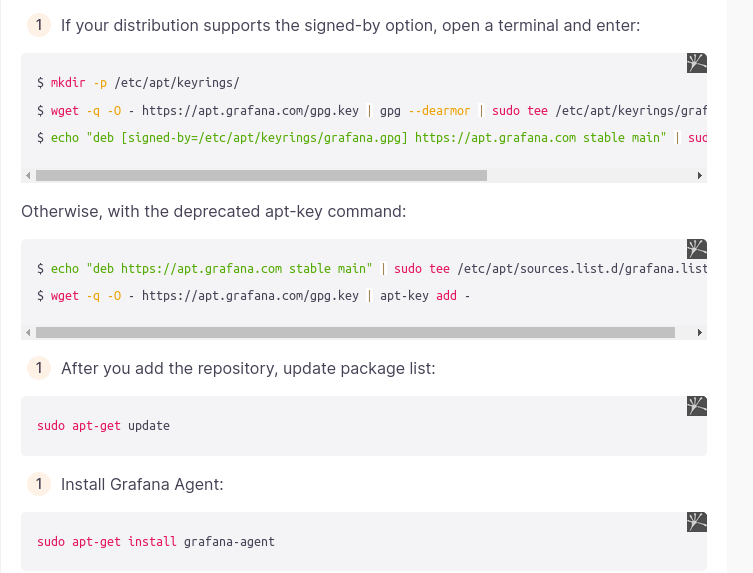 1 If your distribution supports the signed-by option, open a terminal and enter:
$ mkdir -p /etc/apt/keyrings/
$ wget -q -O - https://apt.grafana.com/gpg.key | gpg --dearmor | sudo tee /etc/apt/keyrings/graf
$ echo "deb [signed-by=/etc/apt/keyrings/grafana.gpg] https://apt.grafana.com stable main" | sud
Otherwise, with the deprecated apt-key command:
$ echo "deb https://apt.grafana.com stable main" | sudo tee /etc/apt/sources.list.d/grafana.list
$ wget -q -O - https://apt.grafana.com/gpg.key | apt-key add -
1 After you add the repository, update package list:
sudo apt-get update
1 Install Grafana Agent:
sudo apt-get install grafana-agent